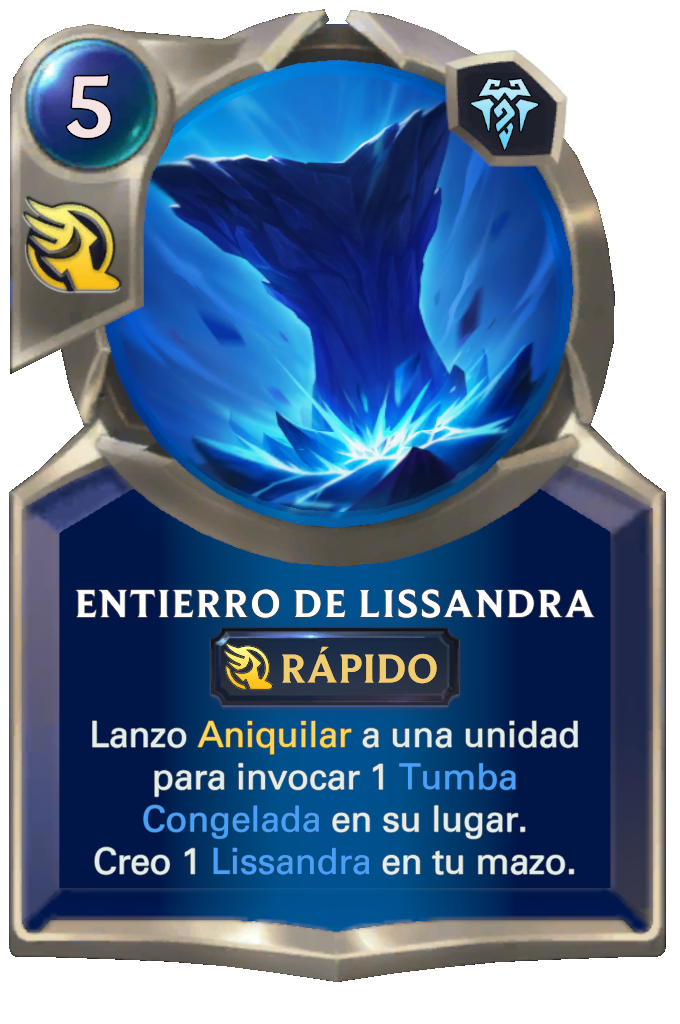 5
ENTIERRO DE LISSANDRA
RÁPIDO
Lanzo Aniquilar a una unidad
para invocar 1 Tumba
Congelada en su lugar.
Creo 1 Lissandra en tu mazo.